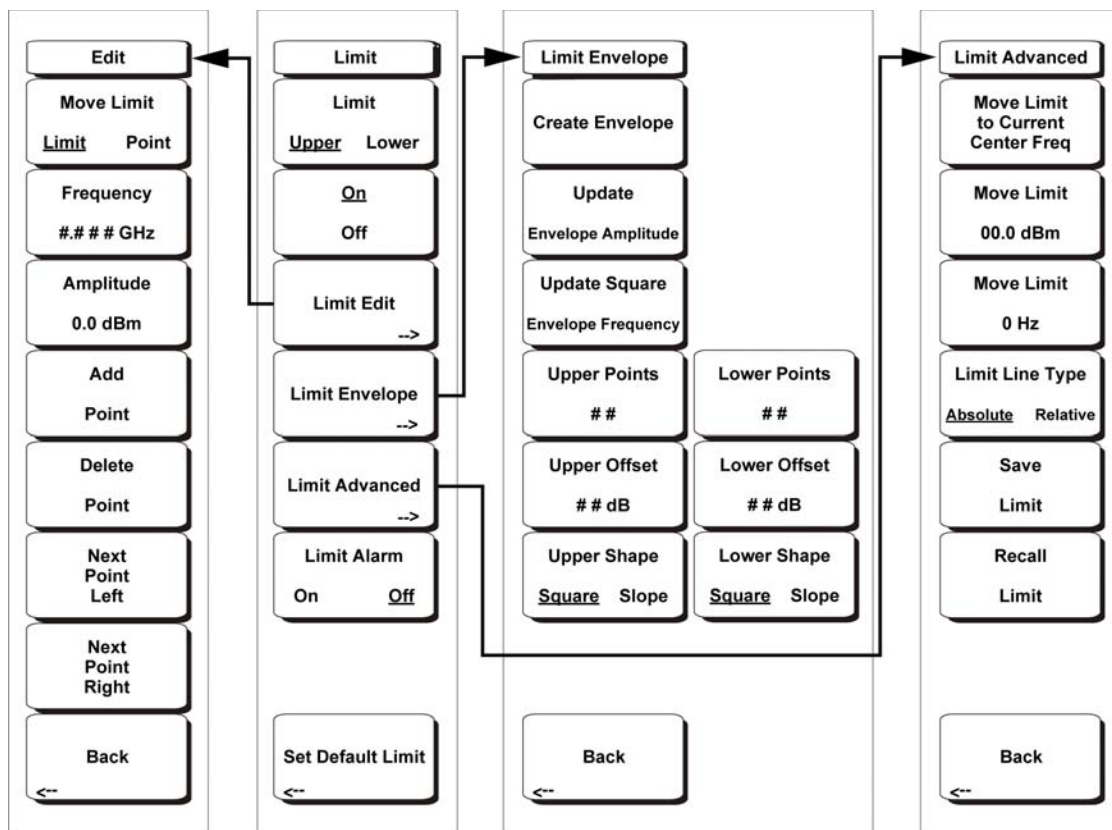 Edit
Move Limit
Limit Point
Frequency
#.# # # GHz
Amplitude
0.0 dBm
Add
Point
Delete
Point
Next
Point
Left
Next
Point
Right
Back
<--
Limit
Limit
Upper Lower
On
Off
Limit Edit
-->
Limit Envelope
-->
Limit Advanced
-->
Limit Alarm
On Off
Set Default Limit
<--
Limit Envelope
Create Envelope
Update
Envelope Amplitude
Update Square
Envelope Frequency
Upper Points
# #
Lower Points
# #
Upper Offset
# # dB
Lower Offset
# # dB
Upper Shape
Square Slope
Lower Shape
Square Slope
Back
<--
Limit Advanced
Move Limit
to Current
Center Freq
Move Limit
00.0 dBm
Move Limit
0 Hz
Limit Line Type
Absolute Relative
Save
Limit
Recall
Limit
Back
<--